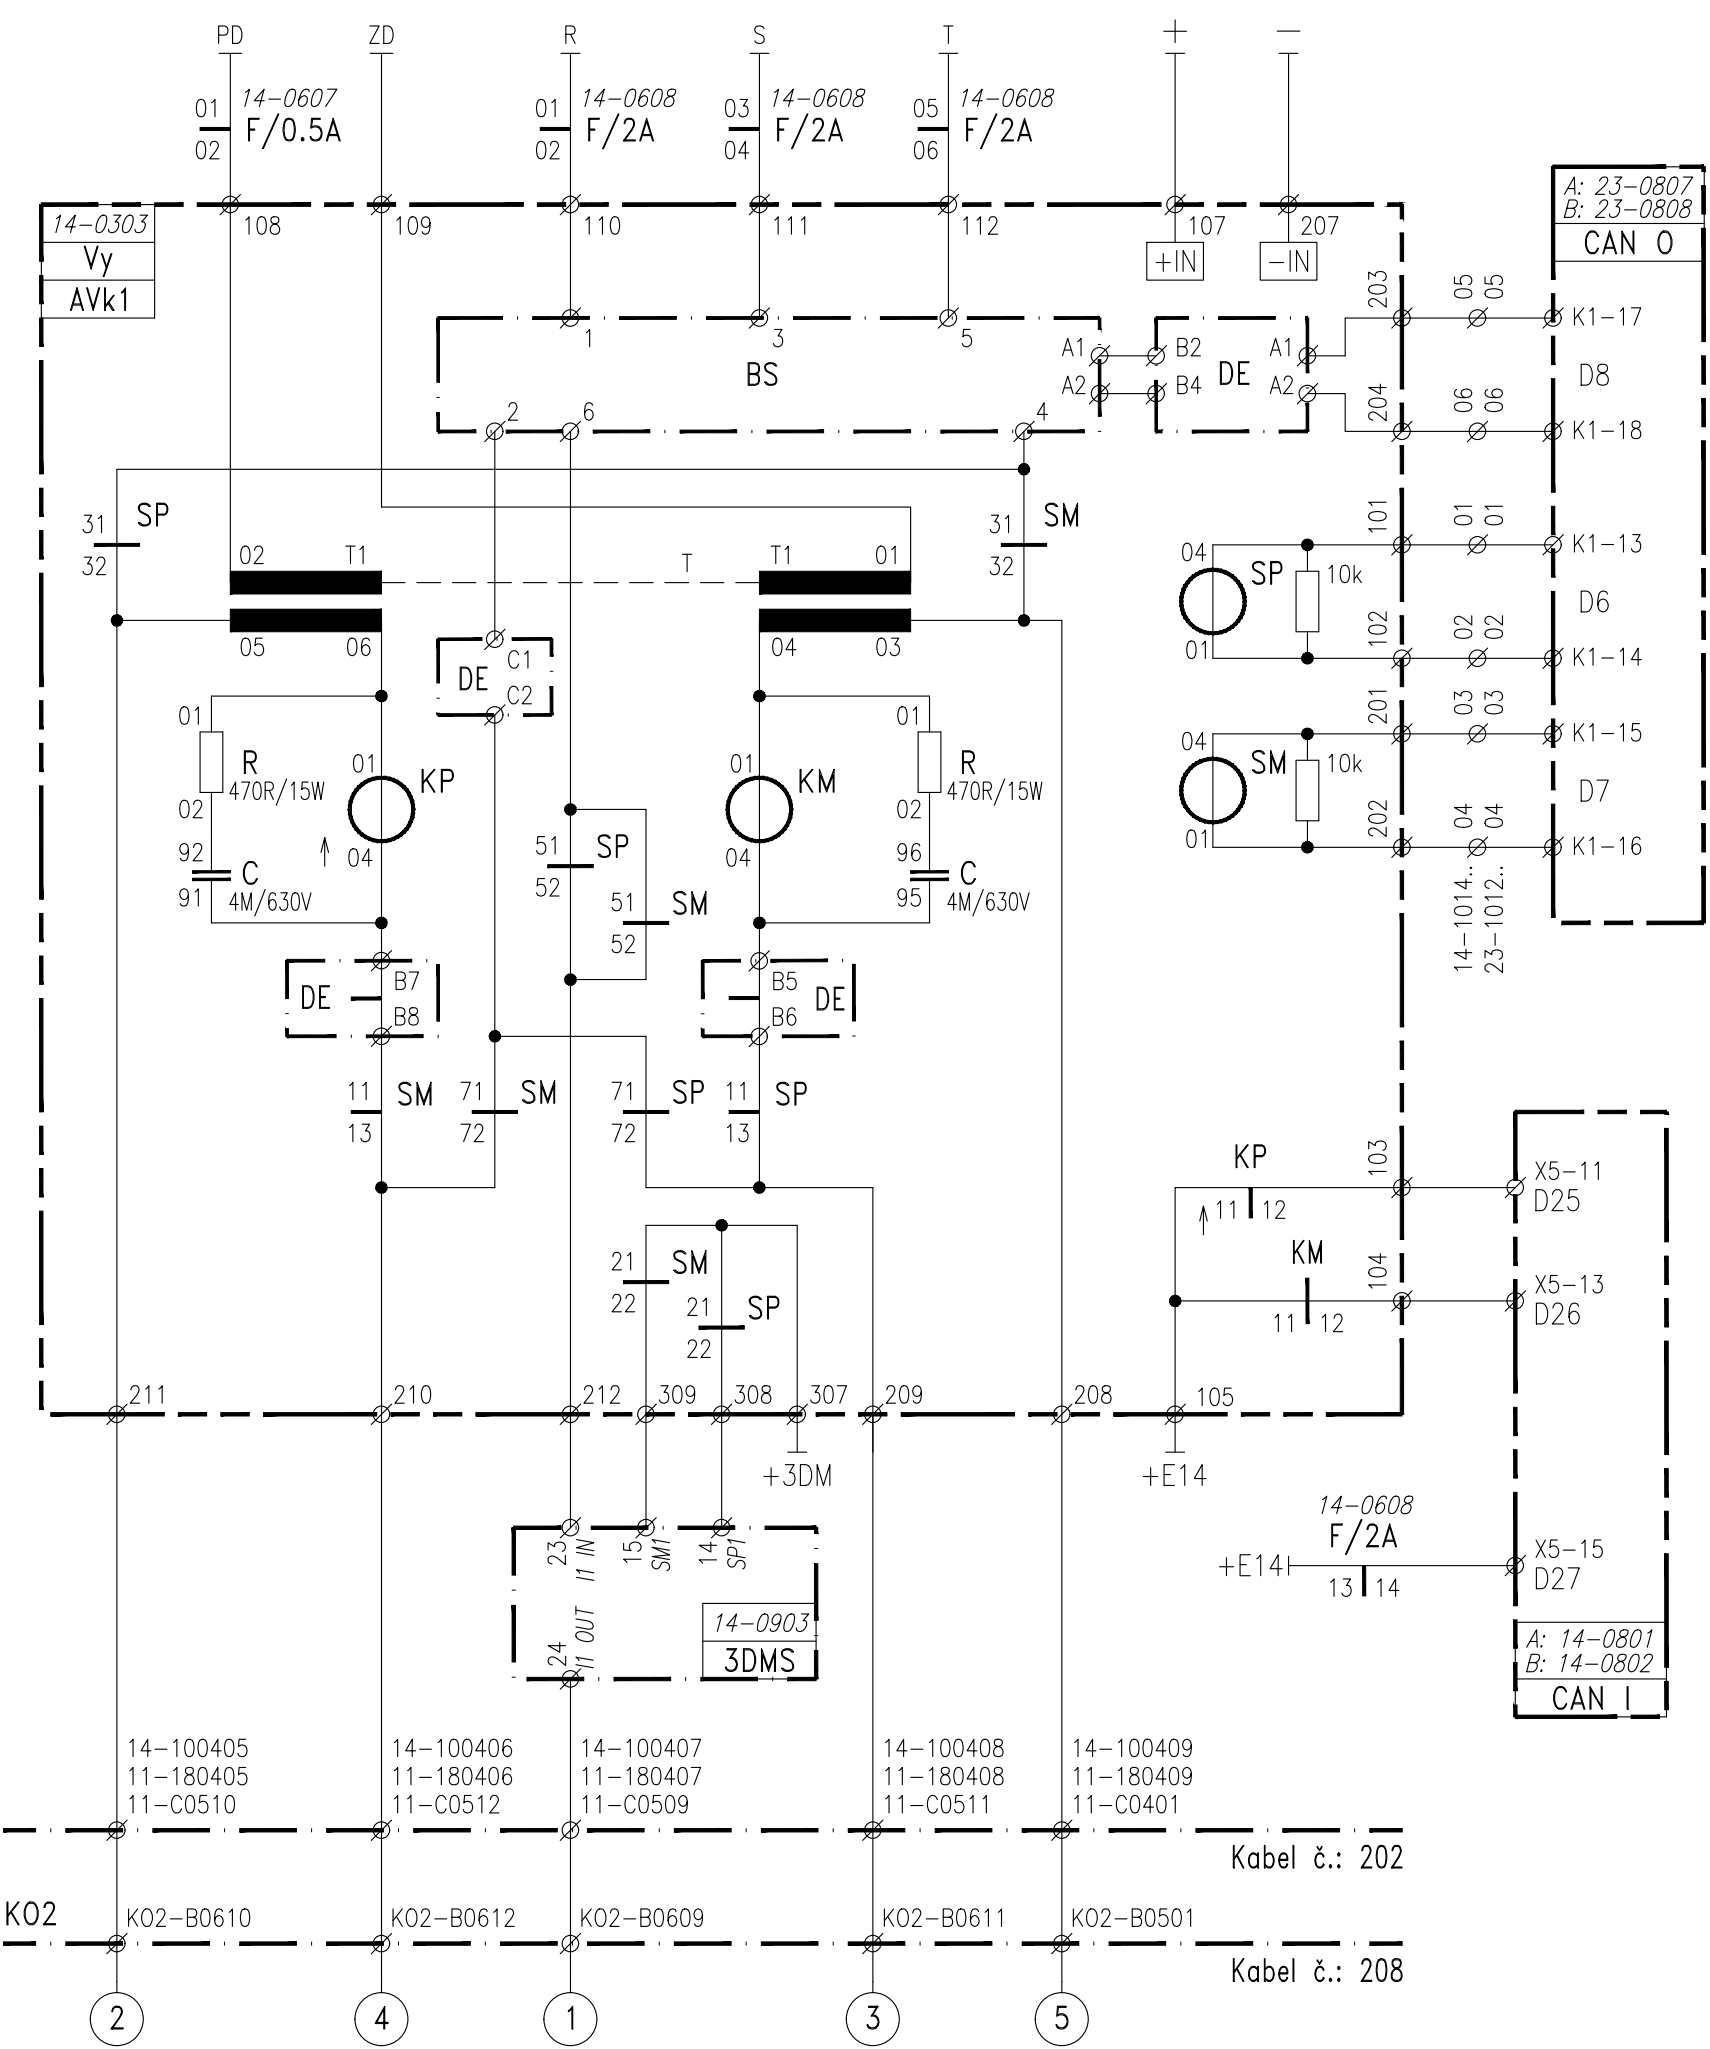 PD
ZD
R
S
T
+
−
01
14-0607
02
F/0.5A
01
14-0608
02
F/2A
03
14-0608
04
F/2A
05
14-0608
06
F/2A
14-0303
Vy
AVk1
108
109
110
111
112
107
207
+IN
-IN
A: 23-0807
B: 23-0808
CAN 0
1
3
5
BS
A1
A2
B2
B4
DE
A1
A2
2
6
4
203
05
05
K1-17
D8
204
06
06
K1-18
31
SP
32
31
SM
32
02
T1
05
06
T
T1
01
04
03
04
SP
01
10k
101
01
01
K1-13
D6
102
02
02
K1-14
DE
C1
C2
04
SM
01
10k
201
03
03
K1-15
D7
202
04
04
K1-16
14-1014..
23-1012..
01
R
470R/15W
02
92
C
91
4M/630V
01
KP
04
01
KM
04
01
R
470R/15W
02
96
C
95
4M/630V
51
SP
52
51
SM
52
DE
B7
B8
B5
B6
DE
11
SM
13
71
SM
72
71
SP
72
11
SP
13
21
SM
22
21
SP
22
KP
11
12
103
X5-11
D25
KM
11
12
104
X5-13
D26
211
210
212
309
308
307
209
208
105
+3DM
+E14
14-0608
F/2A
+E14
13
14
X5-15
D27
A: 14-0801
B: 14-0802
CAN I
23
I1 IN
15
SM1
14
SP1
24
I1 OUT
14-0903
3DMS
14-100405
11-180405
11-C0510
14-100406
11-180406
11-C0512
14-100407
11-180407
11-C0509
14-100408
11-180408
11-C0511
14-100409
11-180409
11-C0401
Kabel č.: 202
K02
K02-B0610
K02-B0612
K02-B0609
K02-B0611
K02-B0501
Kabel č.: 208
2
4
1
3
5